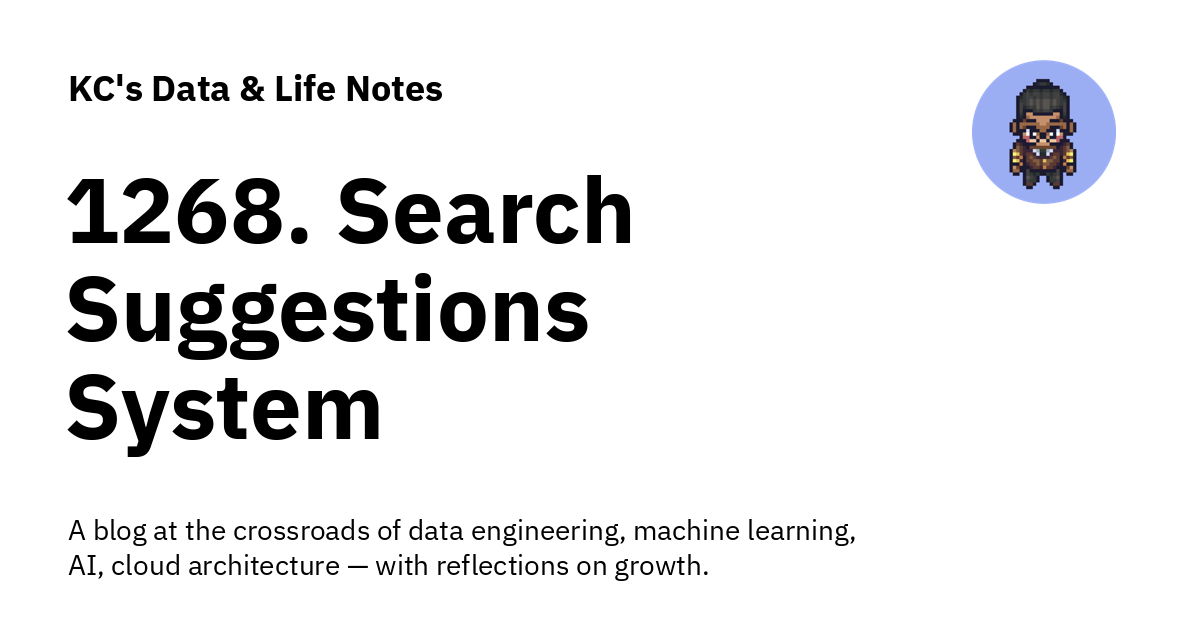 KC's Data & Life Notes
1268. Search
Suggestions
System
A blog at the crossroads of data engineering, machine learning,
AI, cloud architecture — with reflections on growth.